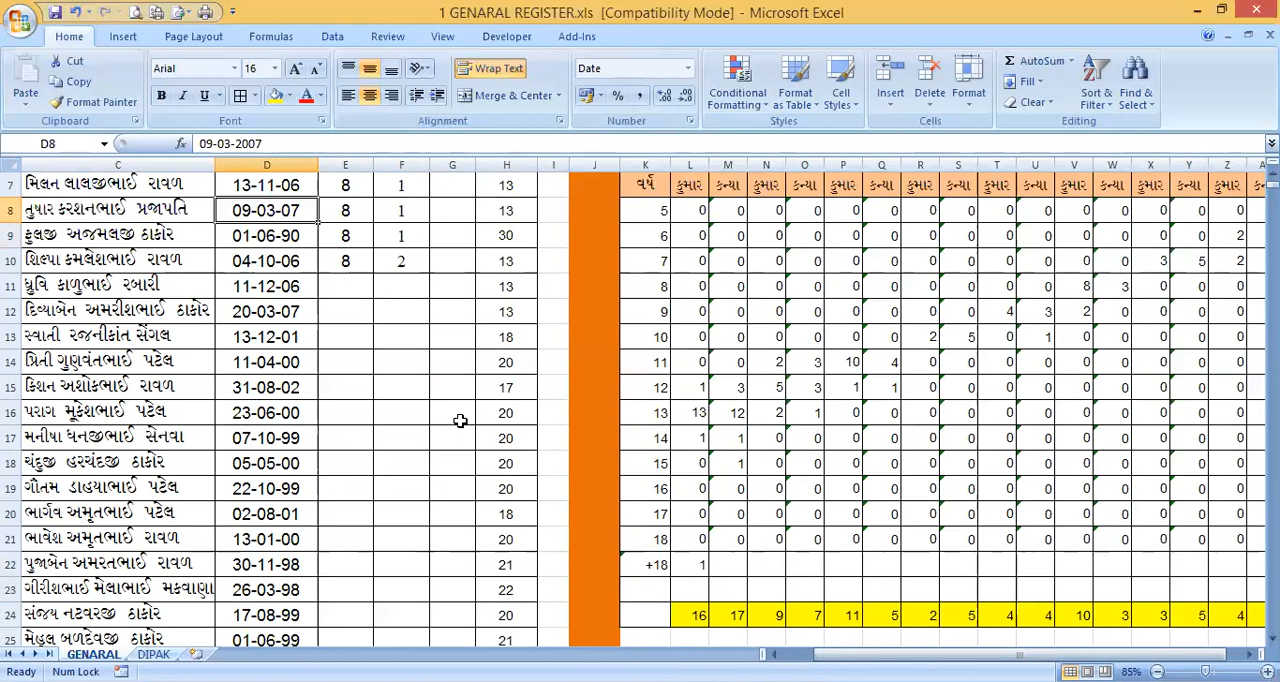 1 GENARAL REGISTER.xls [Compatibility Mode] - Microsoft Excel
Home Insert Page Layout Formulas Data Review View Developer Add-Ins
Cut
Copy
Format Painter
Paste
Clipboard
Arial 16
B I U A
Font
Wrap Text
Merge & Center
Alignment
Date
Number
Conditional Formatting
Format as Table
Cell Styles
Styles
Insert Delete Format
Cells
AutoSum
Fill
Clear
Sort & Filter
Find & Select
Editing
D8 fx 09-03-2007
C D E F G H I J K L M N O P Q R S T U V W X Y Z
7 મિલન લાલજીભાઈ રાવળ 13-11-06 8 1 13 વર્ષ કુમાર કન્યા કુમાર કન્યા કુમાર કન્યા કુમાર કન્યા કુમાર કન્યા કુમાર કન્યા કુમાર કન્યા કુમાર
8 તુષાર કરશનભાઈ પ્રજાપતિ 09-03-07 8 1 13 5 0 0 0 0 0 0 0 0 0 0 0 0 0 0 0
9 ફુલજી અજમલજી ઠાકોર 01-06-90 8 1 30 6 0 0 0 0 0 0 0 0 0 0 0 0 0 0 2
10 શિલ્પા કમલેશભાઈ રાવળ 04-10-06 8 2 13 7 0 0 0 0 0 0 0 0 0 0 0 0 3 5 2
11 ધ્રુવિ કાળુભાઈ રબારી 11-12-06 13 8 0 0 0 0 0 0 0 0 0 0 8 3 0 0 0
12 દિવ્યાબેન અમરીશભાઈ ઠાકોર 20-03-07 13 9 0 0 0 0 0 0 0 0 4 3 2 0 0 0 0
13 સ્વાતી રજનીકાંત સેંગલ 13-12-01 18 10 0 0 0 0 0 0 2 5 0 1 0 0 0 0 0
14 પ્રિતી ગુણવંતભાઈ પટેલ 11-04-00 20 11 0 0 2 3 10 4 0 0 0 0 0 0 0 0 0
15 કિશન અશોકભાઈ રાવળ 31-08-02 17 12 1 3 5 3 1 1 0 0 0 0 0 0 0 0 0
16 પરાગ મૂકેશભાઈ પટેલ 23-06-00 20 13 13 12 2 1 0 0 0 0 0 0 0 0 0 0 0
17 મનીષા ધનજીભાઈ સેનવા 07-10-99 20 14 1 1 0 0 0 0 0 0 0 0 0 0 0 0 0
18 ચંદુજી હરચંદજી ઠાકોર 05-05-00 20 15 0 1 0 0 0 0 0 0 0 0 0 0 0 0 0
19 ગૌતમ ડાહયાભાઈ પટેલ 22-10-99 20 16 0 0 0 0 0 0 0 0 0 0 0 0 0 0 0
20 ભાર્ગવ અમૃતભાઈ પટેલ 02-08-01 18 17 0 0 0 0 0 0 0 0 0 0 0 0 0 0 0
21 ભાવેશ અમૃતભાઈ રાવળ 13-01-00 20 18 0 0 0 0 0 0 0 0 0 0 0 0 0 0 0
22 પુજાબેન અમરતભાઈ રાવળ 30-11-98 21 +18 1
23 ગીરીશભાઈ મેલાભાઈ મકવાણા 26-03-98 22
24 સંજય નટવરજી ઠાકોર 17-08-99 20 16 17 9 7 11 5 2 5 4 4 10 3 3 5 4
25 મેહુલ બળદેવજી ઠાકોર 01-06-99 21
GENARAL DIPAK
Ready Num Lock 85%